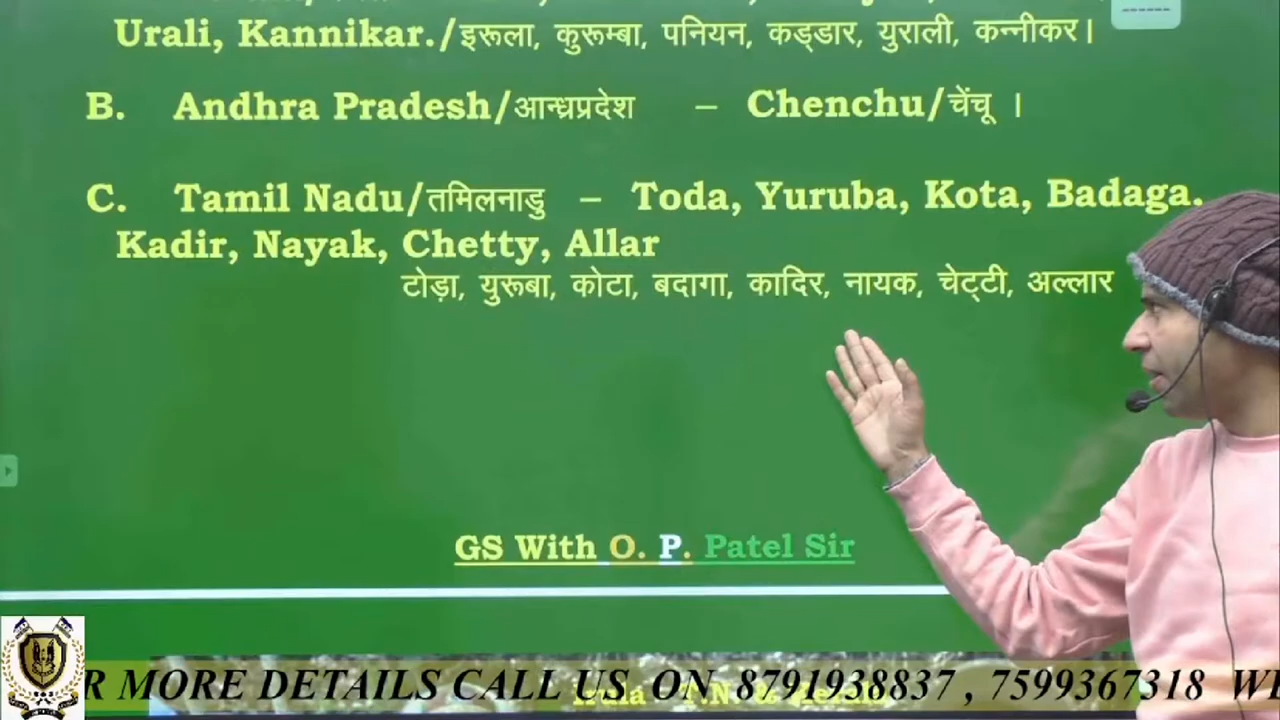 Urali, Kannikar./इरूला, कुरूम्बा, पनियन, कड्डार, युराली, कन्नीकर।
B. Andhra Pradesh/आन्ध्रप्रदेश – Chenchu/चेंचू ।
C. Tamil Nadu/तमिलनाडु – Toda, Yuruba, Kota, Badaga.
Kadir, Nayak, Chetty, Allar
टोड़ा, युरूबा, कोटा, बदागा, कादिर, नायक, चेट्टी, अल्लार
GS With O. P. Patel Sir
R MORE DETAILS CALL US ON 8791938837 , 7599367318